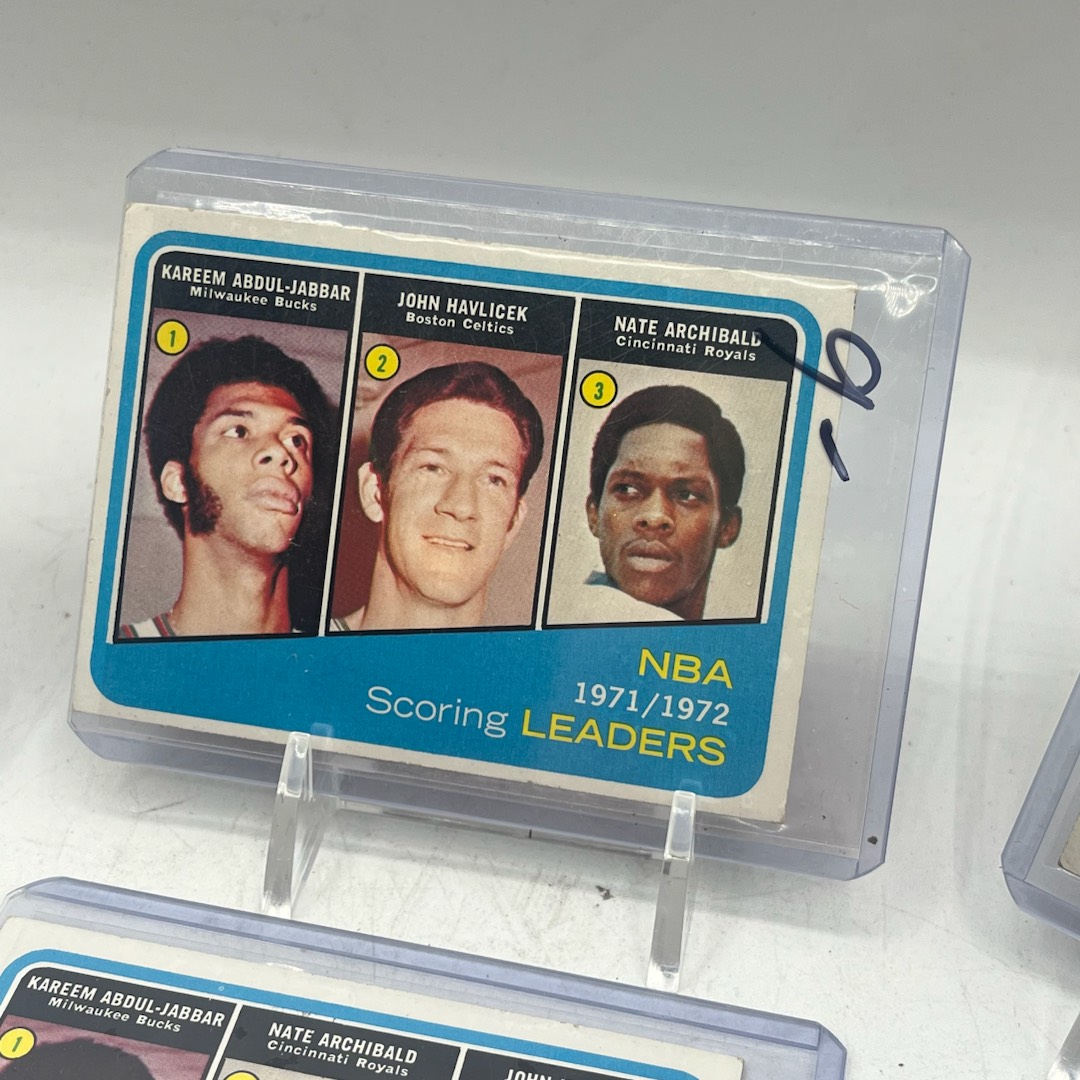 KAREEM ABDUL-JABBAR
Milwaukee Bucks
1
JOHN HAVLICEK
Boston Celtics
2
NATE ARCHIBALD
Cincinnati Royals
3
NBA
1971/1972
Scoring LEADERS
KAREEM ABDUL-JABBAR
Milwaukee Bucks
1
NATE ARCHIBALD
Cincinnati Royals
JOHN